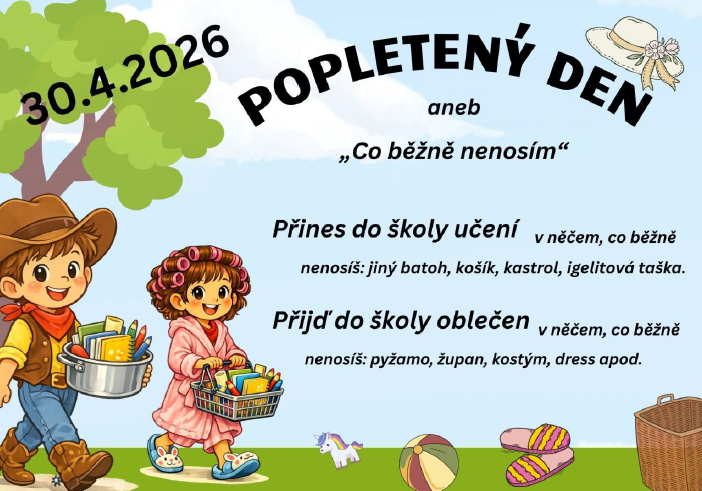 30.4.2026
POPLETENÝ DEN
aneb
„Co běžně nenosím“
Přines do školy učení v něčem, co běžně
nenosíš: jiný batoh, košík, kastrol, igelitová taška.
Přijď do školy oblečen v něčem, co běžně
nenosíš: pyžamo, župan, kostým, dress apod.